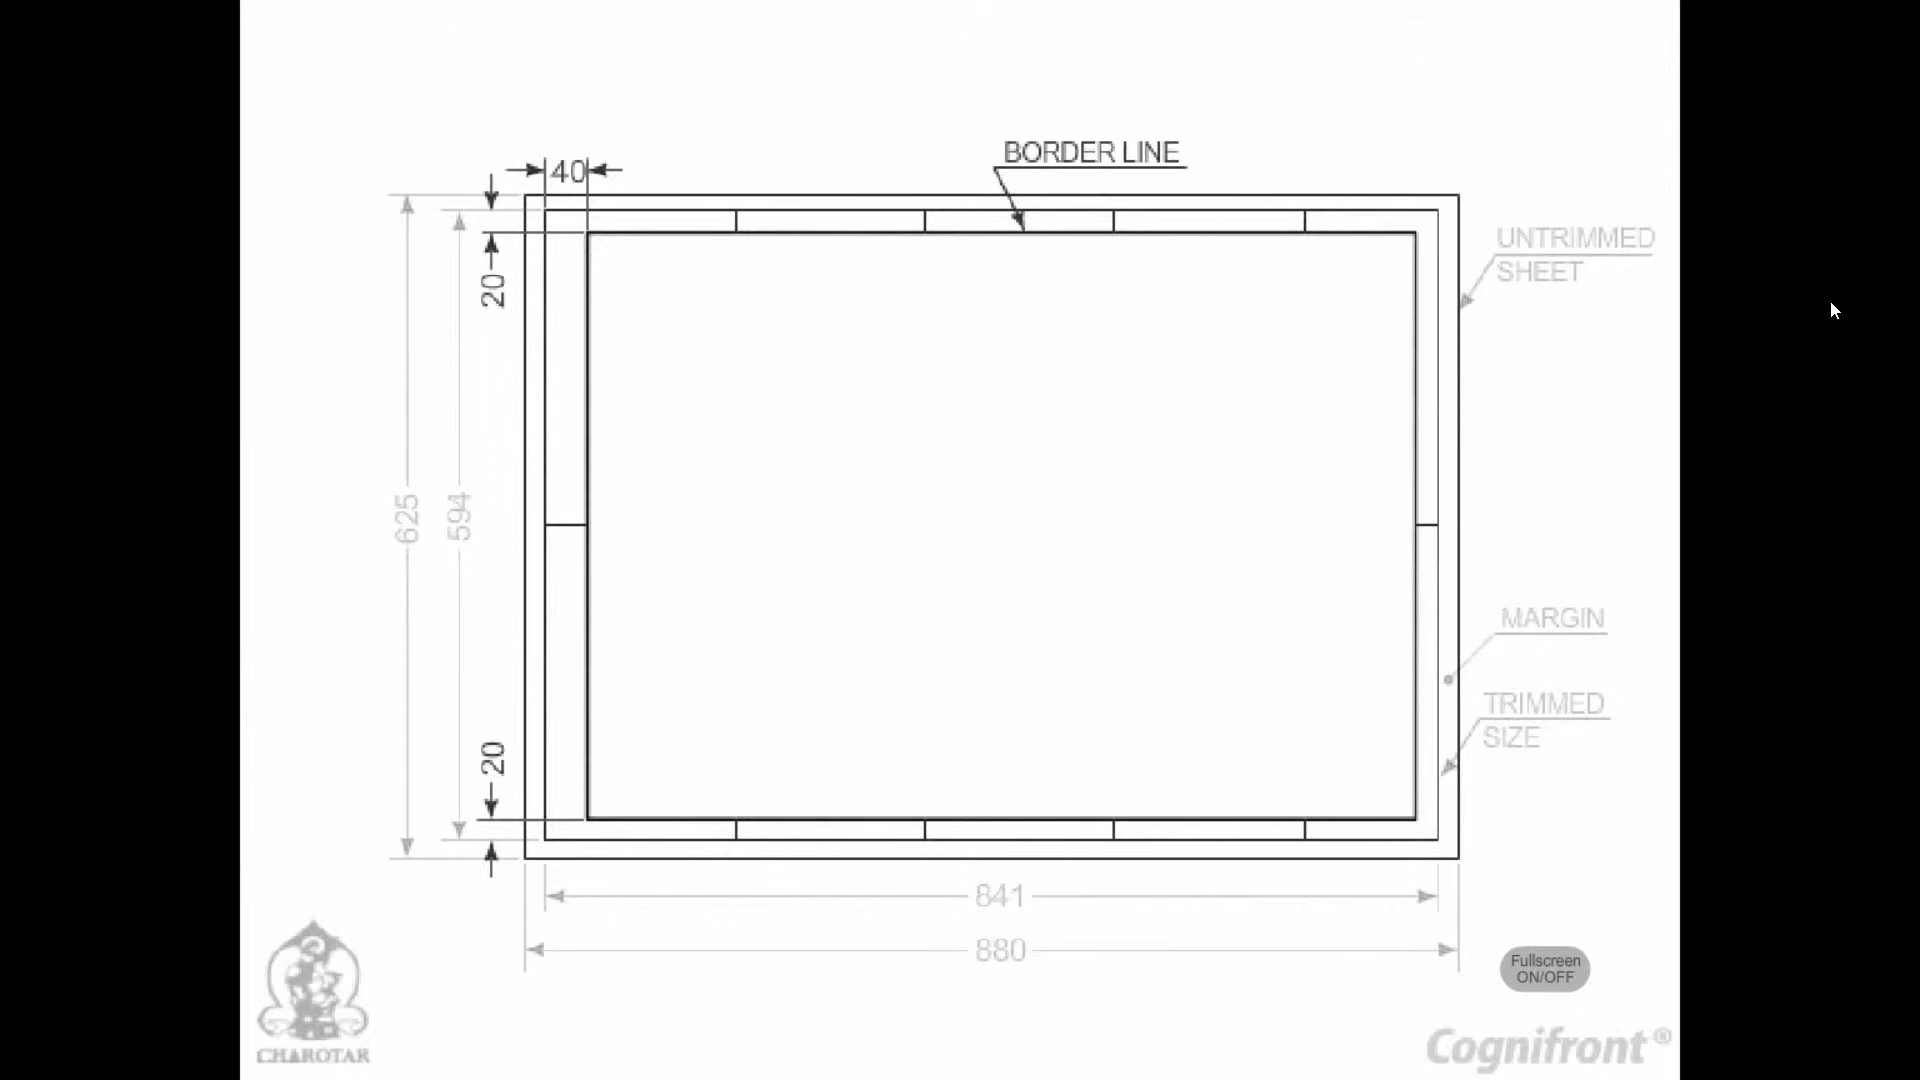 BORDER LINE
40
UNTRIMMED
SHEET
20
625
594
MARGIN
TRIMMED
SIZE
20
841
880
Fullscreen
ON/OFF
CHAROTAR
Cognifront®